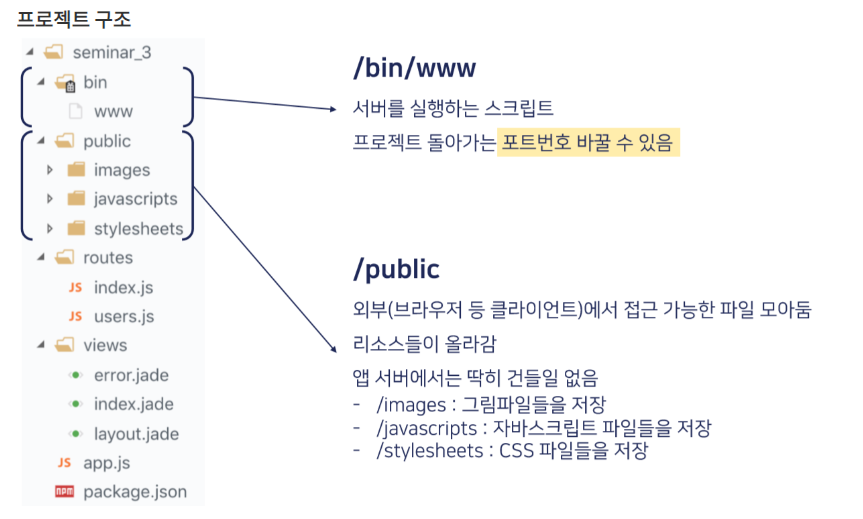 프로젝트 구조
seminar_3
bin
www
public
images
javascripts
stylesheets
routes
JS index.js
JS users.js
views
error.jade
index.jade
layout.jade
JS app.js
npm package.json
/bin/www
서버를 실행하는 스크립트
프로젝트 돌아가는 포트번호 바꿀 수 있음
/public
외부(브라우저 등 클라이언트)에서 접근 가능한 파일 모아둠
리소스들이 올라감
앱 서버에서는 딱히 건들일 없음
- /images : 그림파일들을 저장
- /javascripts : 자바스크립트 파일들을 저장
- /stylesheets : CSS 파일들을 저장